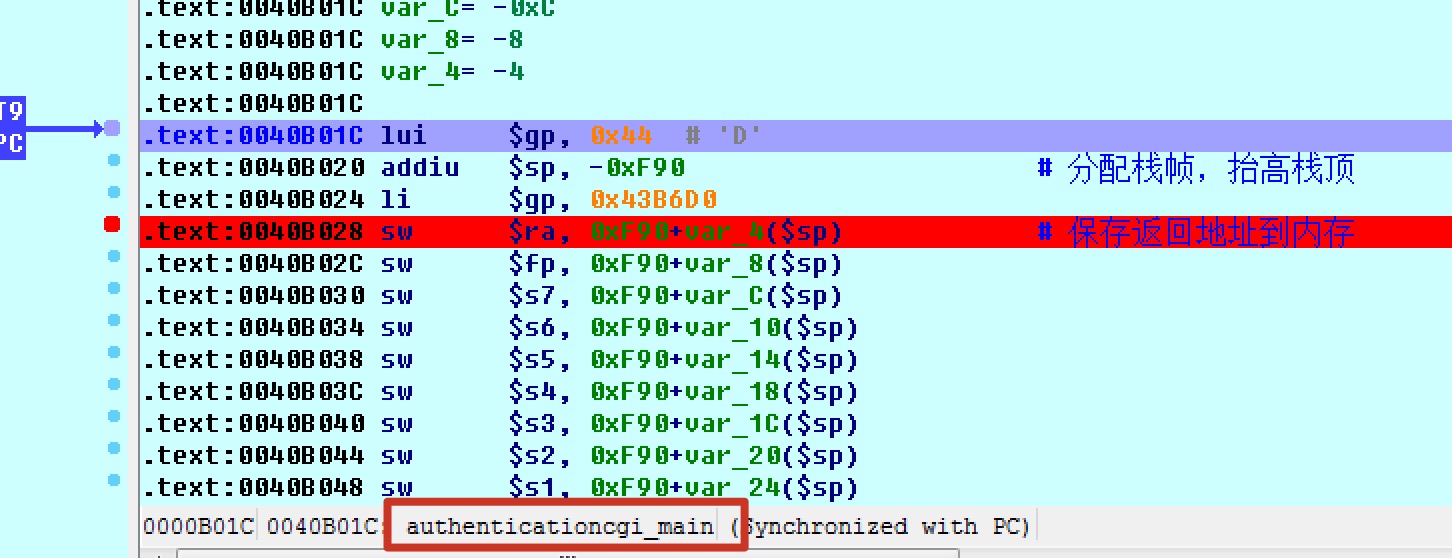 .text:0040B01C var_C= -0xC
.text:0040B01C var_8= -8
.text:0040B01C var_4= -4
.text:0040B01C
T9
PC
.text:0040B01C lui $gp, 0x44 # 'D'
.text:0040B020 addiu $sp, -0xF90 # 分配栈帧，抬高栈顶
.text:0040B024 li $gp, 0x43B6D0
.text:0040B028 sw $ra, 0xF90+var_4($sp) # 保存返回地址到内存
.text:0040B02C sw $fp, 0xF90+var_8($sp)
.text:0040B030 sw $s7, 0xF90+var_C($sp)
.text:0040B034 sw $s6, 0xF90+var_10($sp)
.text:0040B038 sw $s5, 0xF90+var_14($sp)
.text:0040B03C sw $s4, 0xF90+var_18($sp)
.text:0040B040 sw $s3, 0xF90+var_1C($sp)
.text:0040B044 sw $s2, 0xF90+var_20($sp)
.text:0040B048 sw $s1, 0xF90+var_24($sp)
0000B01C 0040B01C: authenticationcgi_main (Synchronized with PC)